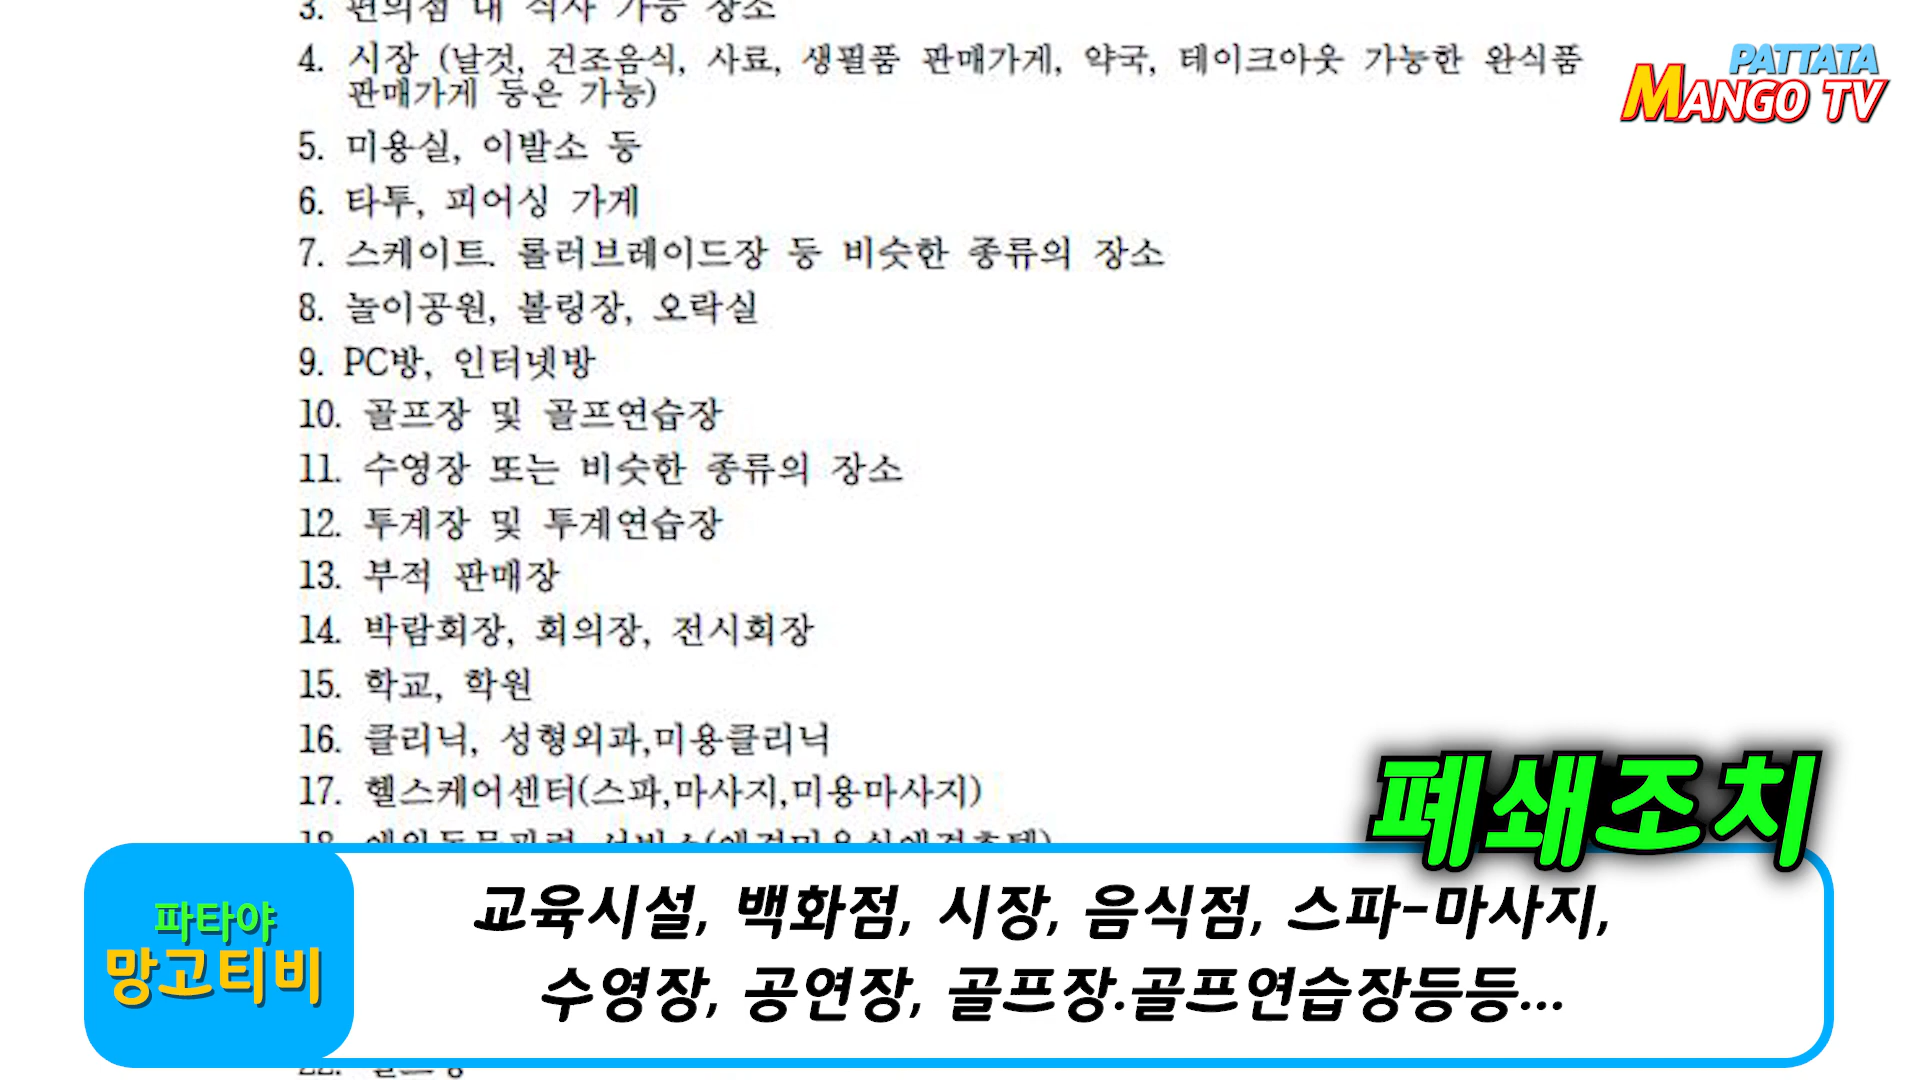 3. 편의점 내 식사 가능 장소
4. 시장 (날것, 건조음식, 사료, 생필품 판매가게, 약국, 테이크아웃 가능한 완식품
판매가게 등은 가능)
5. 미용실, 이발소 등
6. 타투, 피어싱 가게
7. 스케이트. 롤러브레이드장 등 비슷한 종류의 장소
8. 놀이공원, 볼링장, 오락실
9. PC방, 인터넷방
10. 골프장 및 골프연습장
11. 수영장 또는 비슷한 종류의 장소
12. 투계장 및 투계연습장
13. 부적 판매장
14. 박람회장, 회의장, 전시회장
15. 학교, 학원
16. 클리닉, 성형외과,미용클리닉
17. 헬스케어센터(스파,마사지,미용마사지)
18.
PATTATA
MANGO TV
폐쇄조치
파타야
망고티비
교육시설, 백화점, 시장, 음식점, 스파-마사지,
수영장, 공연장, 골프장.골프연습장등등...